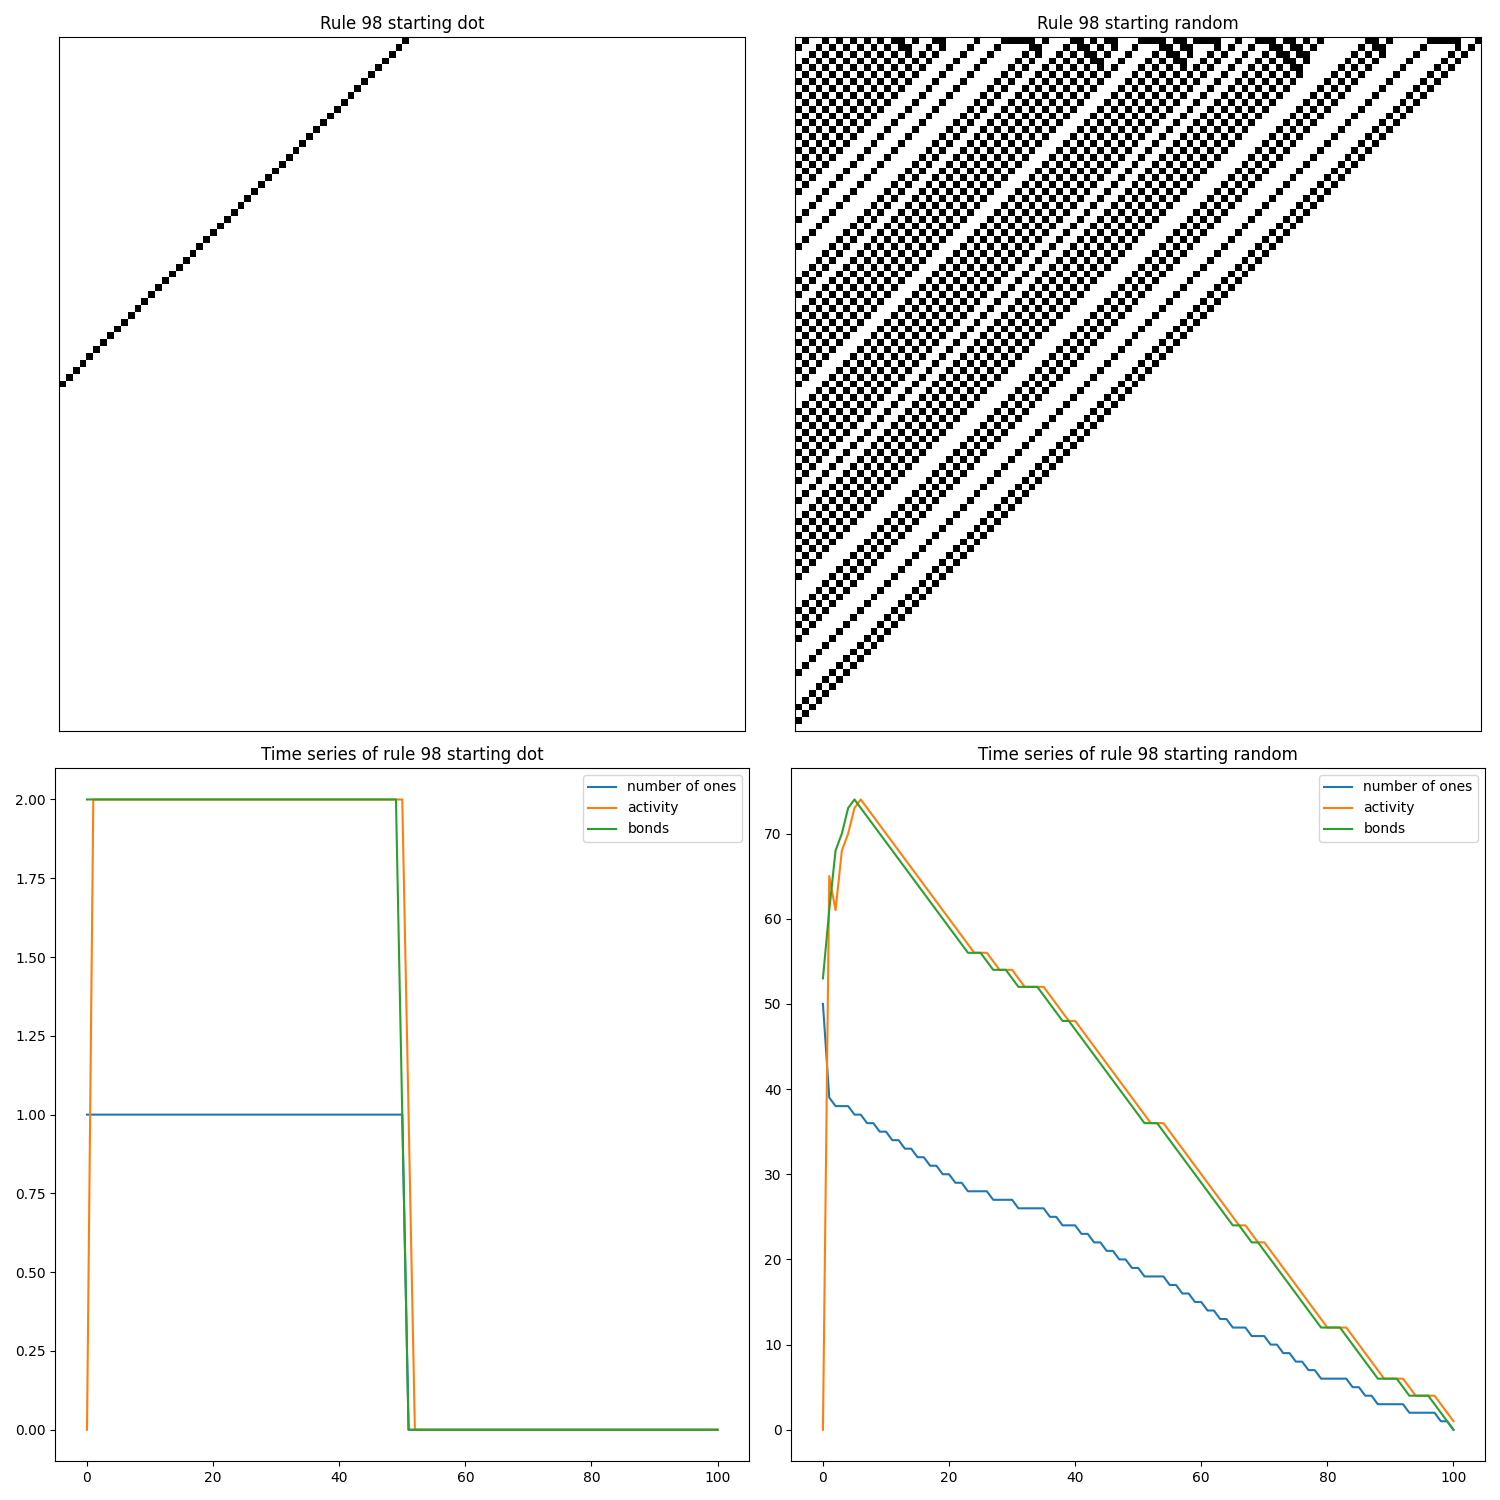 Rule 98 starting dot
Rule 98 starting random
Time series of rule 98 starting dot
number of ones
activity
bonds
2.00
1.75
1.50
1.25
1.00
0.75
0.50
0.25
0.00
0 20 40 60 80 100
Time series of rule 98 starting random
number of ones
activity
bonds
70
60
50
40
30
20
10
0
0 20 40 60 80 100